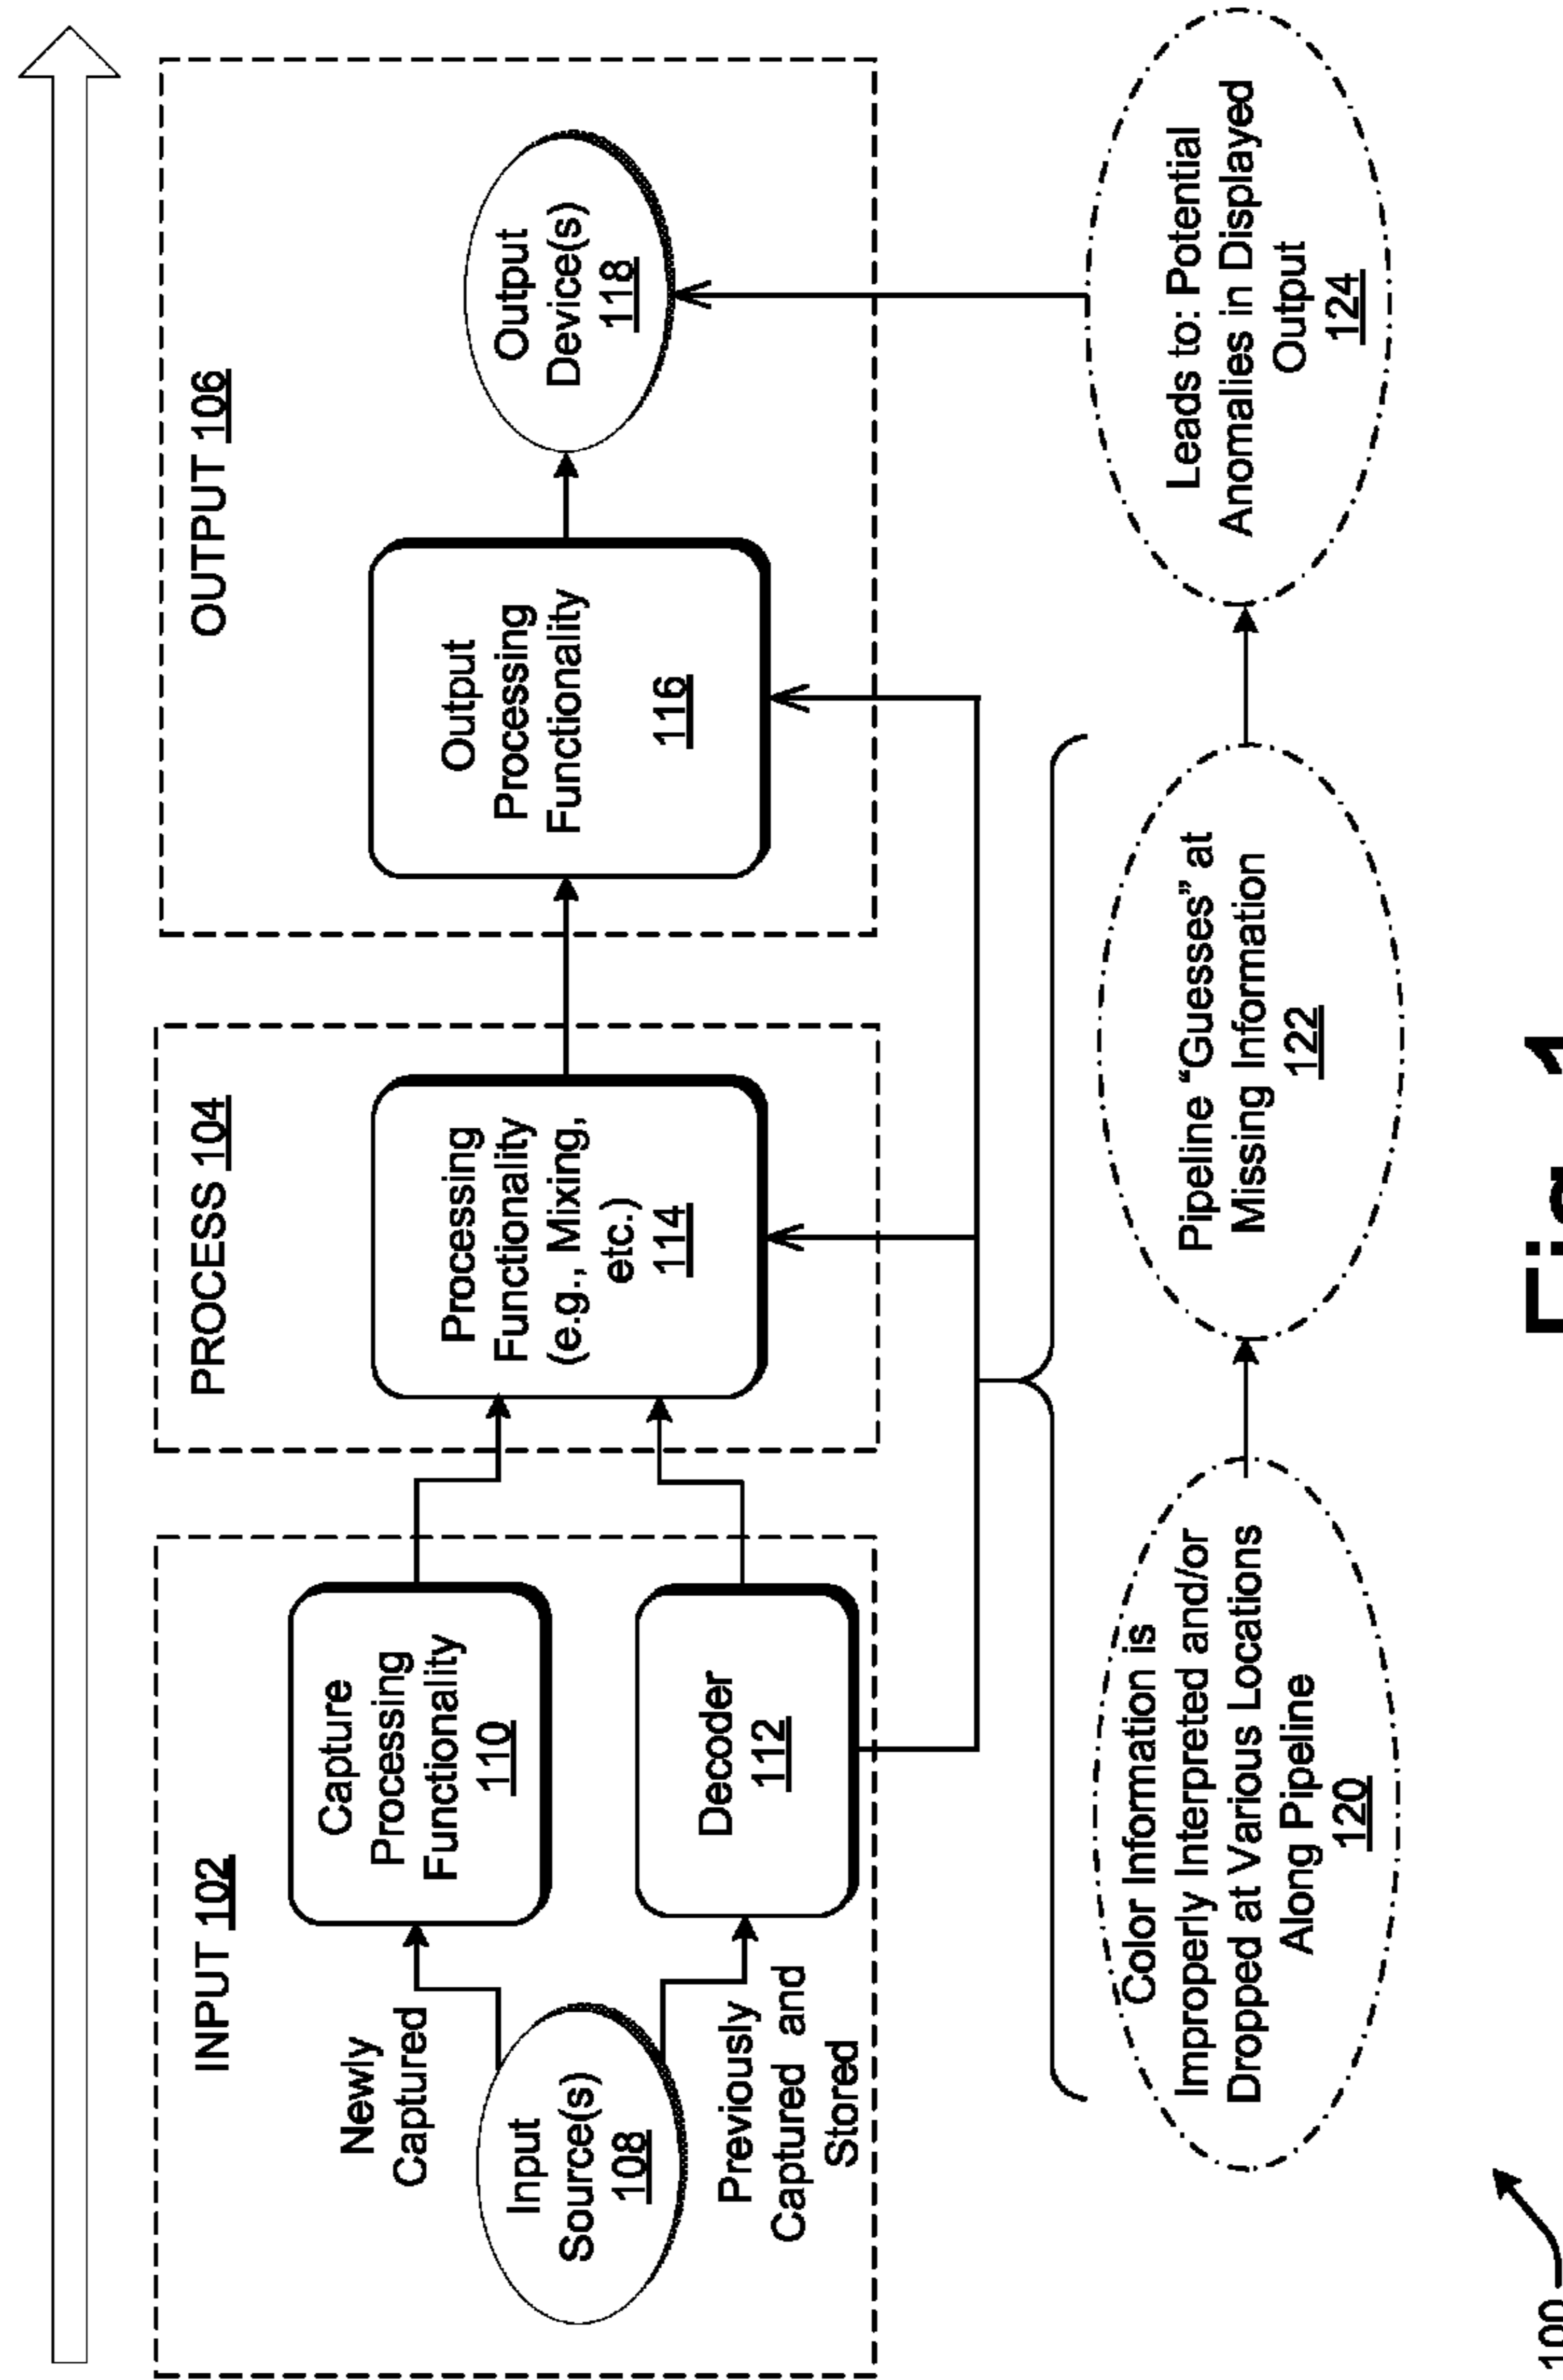 INPUT 102
Newly
Captured
Input
Source(s)
108
Previously
Captured and
Stored
Capture
Processing
Functionality
110
Decoder
112
PROCESS 104
Processing
Functionality
(e.g., Mixing,
etc.)
114
OUTPUT 106
Output
Processing
Functionality
116
Output
Device(s)
118
Color Information is
Improperly Interpreted and/or
Dropped at Various Locations
Along Pipeline
120
Pipeline “Guesses” at
Missing Information
122
Leads to: Potential
Anomalies in Displayed
Output
124
100
Fig. 1